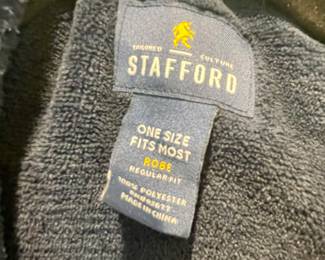 TAILORED CULTURE
STAFFORD
ONE SIZE
FITS MOST
ROBE
REGULAR FIT
100% POLYESTER
MADE IN CHINA